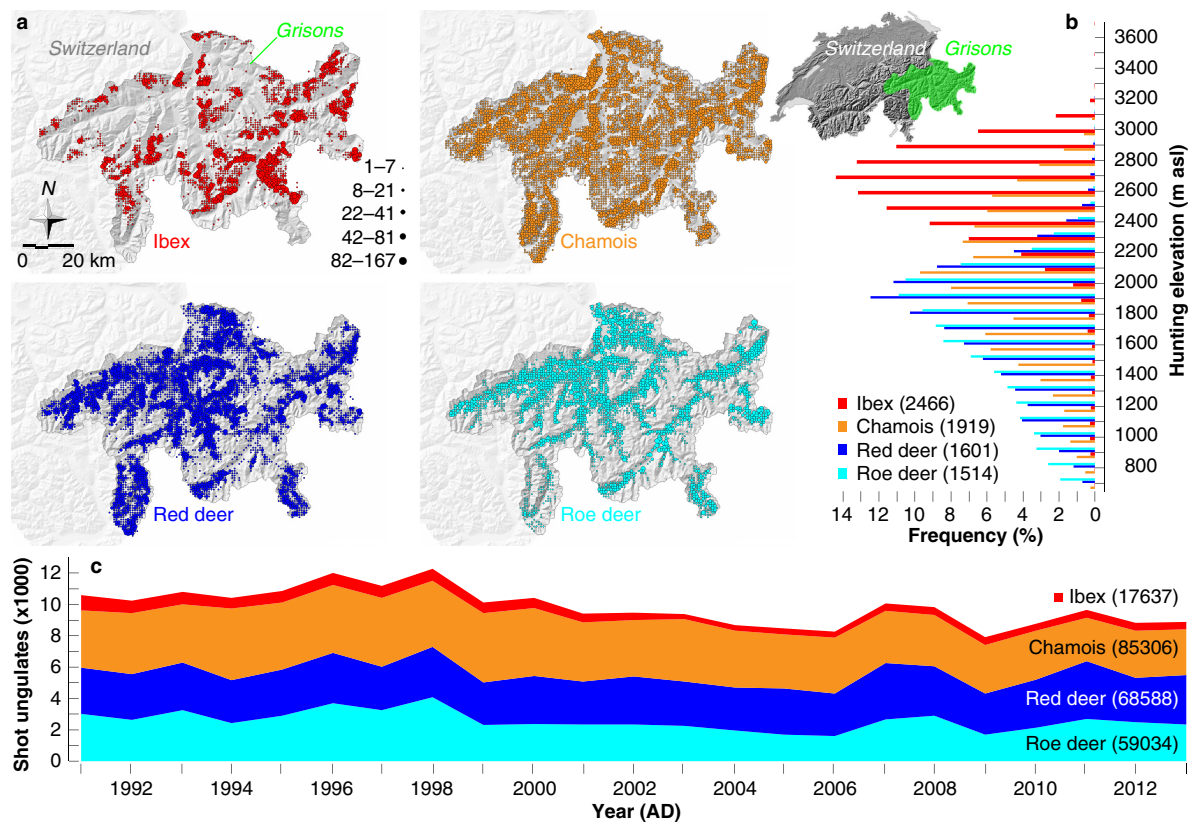 a
Switzerland
Grisons
1–7
8–21
22–41
42–81
82–167
N
0 20 km
Ibex
Chamois
Red deer
Roe deer
b
Switzerland
Grisons
3600
3400
3200
3000
2800
2600
2400
2200
2000
1800
1600
1400
1200
1000
800
Hunting elevation (m asl)
Ibex (2466)
Chamois (1919)
Red deer (1601)
Roe deer (1514)
14 12 10 8 6 4 2 0
Frequency (%)
c
Shot ungulates (x1000)
12
10
8
6
4
2
0
Ibex (17637)
Chamois (85306)
Red deer (68588)
Roe deer (59034)
1992 1994 1996 1998 2000 2002 2004 2006 2008 2010 2012
Year (AD)